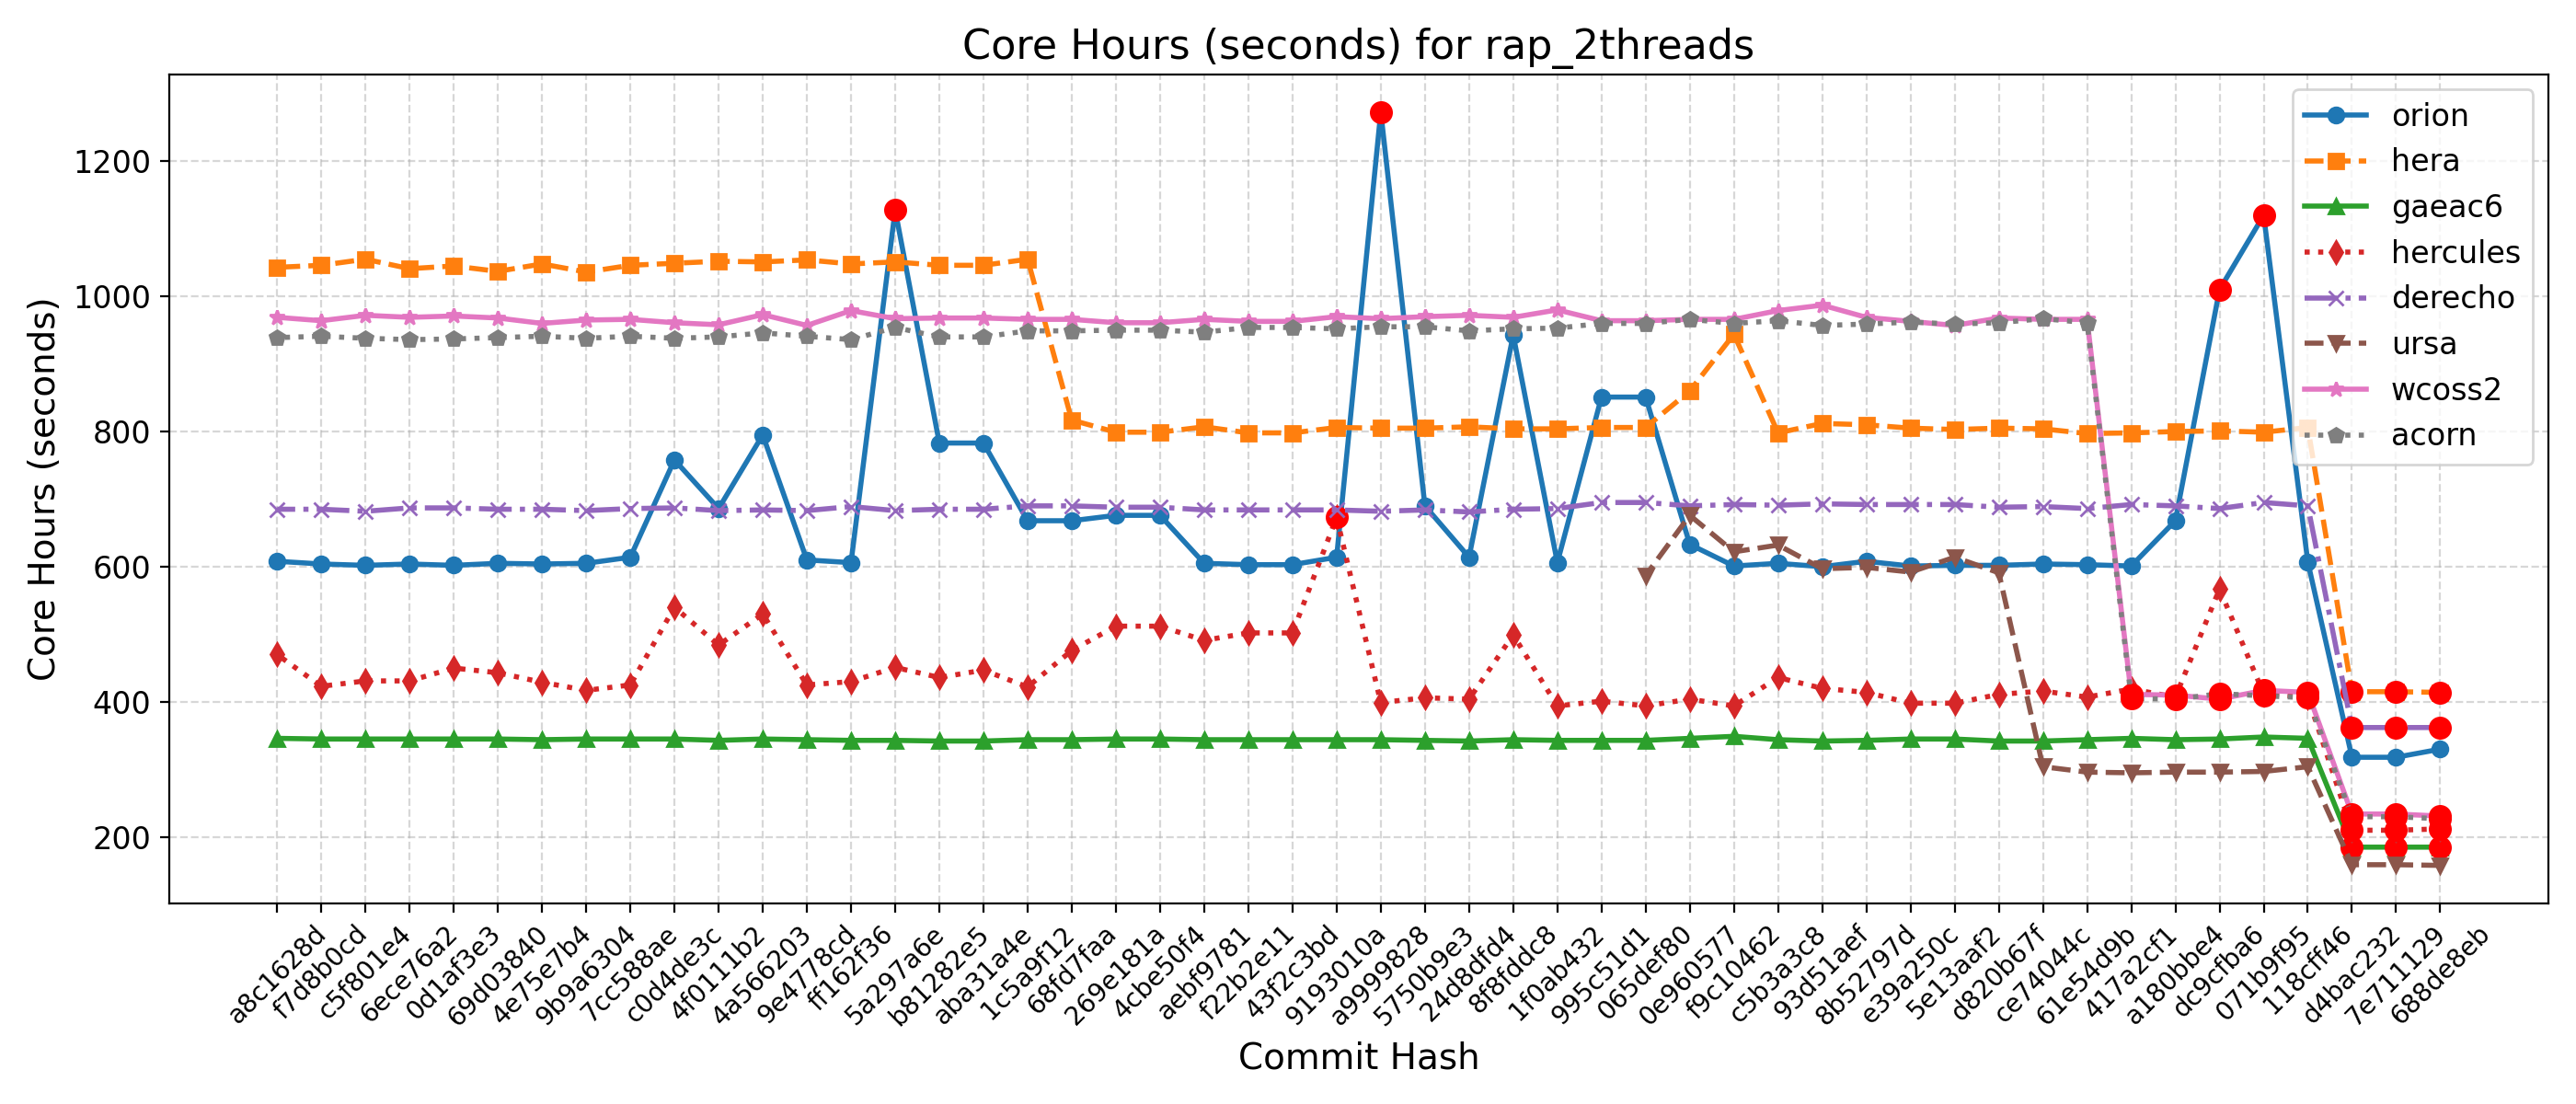 Core Hours (seconds) for rap_2threads
Core Hours (seconds)
1200
1000
800
600
400
200
orion
hera
gaeac6
hercules
derecho
ursa
wcoss2
acorn
a8c1628d
f7d8b0cd
c5f801e4
6ece76a2
0d1af3e3
69d03840
4e75e7b4
9b9a6304
7cc588ae
c0d4de3c
4f0111b2
4a566203
9e4778cd
ff162f36
5a297a6e
b81282e5
aba31a4e
1c5a9f12
68fd7faa
269e181a
4cbe50f4
aebf9781
f22b2e11
43f2c3bd
9193010a
a9999828
5750b9e3
24d8dfd4
8f8fddc8
1f0ab432
995c51d1
065def80
0e960577
f9c10462
c5b3a3c8
93d51aef
8b52797d
e39a250c
5e13aaf2
d820b67f
ce74044c
61e54d9b
417a2cf1
a180bbe4
dc9cfba6
071b9f95
118cff46
d4bac232
7e711129
688de8eb
Commit Hash